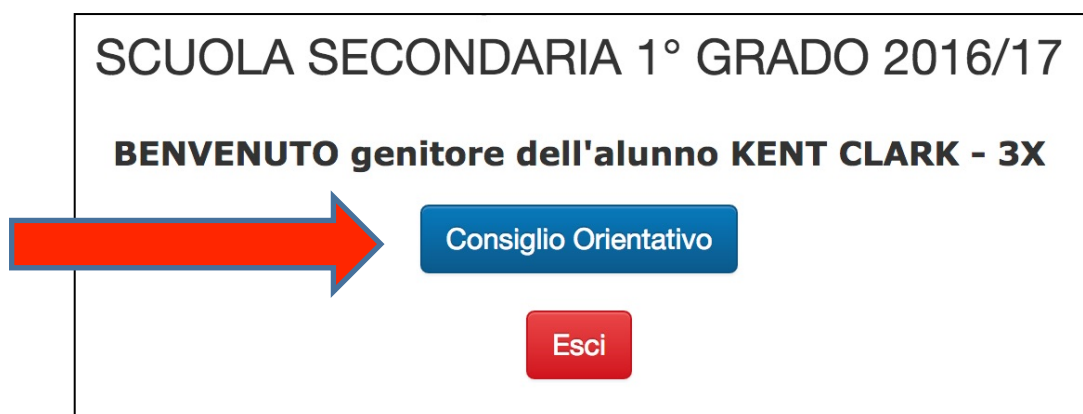 SCUOLA SECONDARIA 1° GRADO 2016/17
BENVENUTO genitore dell'alunno KENT CLARK - 3X
Consiglio Orientativo
Esci